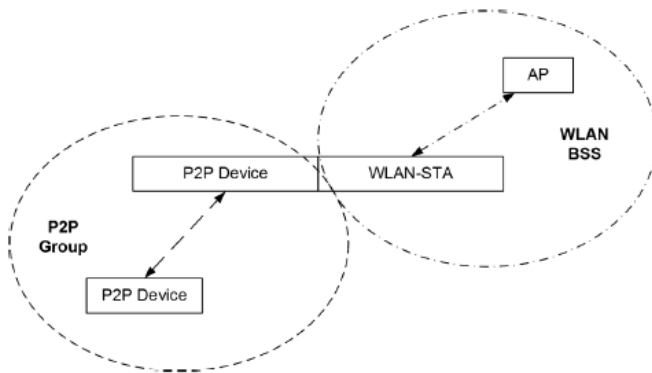 AP
WLAN
BSS
P2P Device
WLAN-STA
P2P
Group
P2P Device